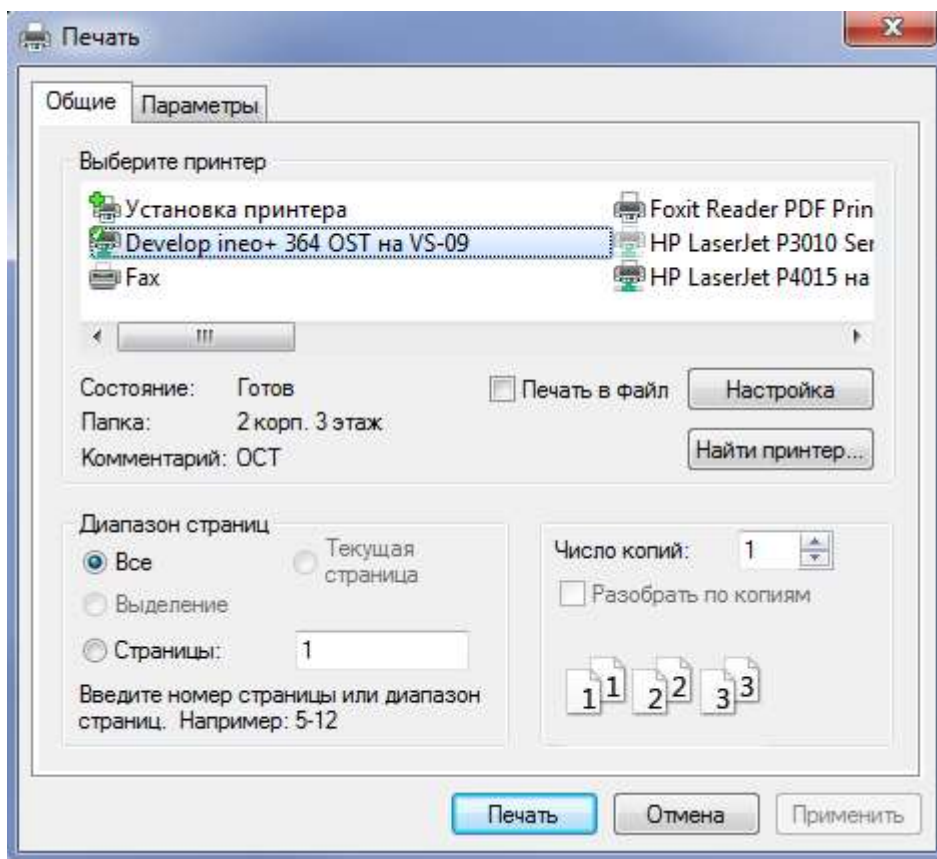 Печать
Общие
Параметры
Выберите принтер
Установка принтера
Develop ineo+ 364 OST на VS-09
Fax
Foxit Reader PDF Prin
HP LaserJet P3010 Ser
HP LaserJet P4015 на
Состояние: Готов
Папка: 2 корп. 3 этаж
Комментарий: ОСТ
Печать в файл
Настройка
Найти принтер...
Диапазон страниц
Все
Текущая
страница
Выделение
Страницы: 1
Введите номер страницы или диапазон
страниц. Например: 5-12
Число копий: 1
Разобрать по копиям
1 1 2 2 3 3
Печать
Отмена
Применить